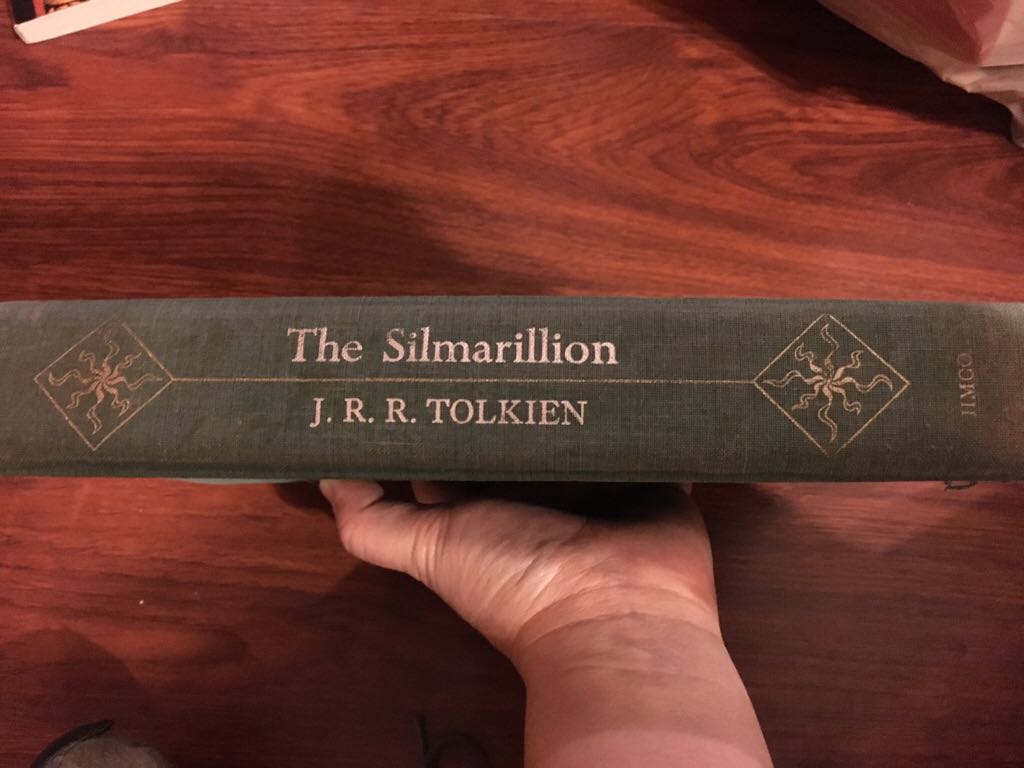 The Silmarillion
J. R. R. TOLKIEN
HMCO